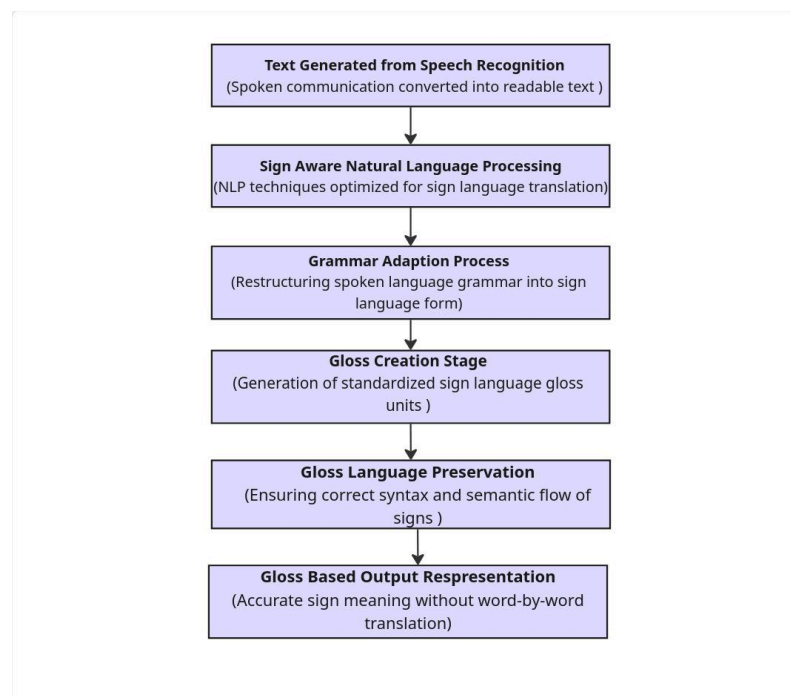 Text Generated from Speech Recognition
(Spoken communication converted into readable text )
Sign Aware Natural Language Processing
(NLP techniques optimized for sign language translation)
Grammar Adaption Process
(Restructuring spoken language grammar into sign
language form)
Gloss Creation Stage
(Generation of standardized sign language gloss
units )
Gloss Language Preservation
(Ensuring correct syntax and semantic flow of
signs )
Gloss Based Output Respresentation
(Accurate sign meaning without word-by-word
translation)